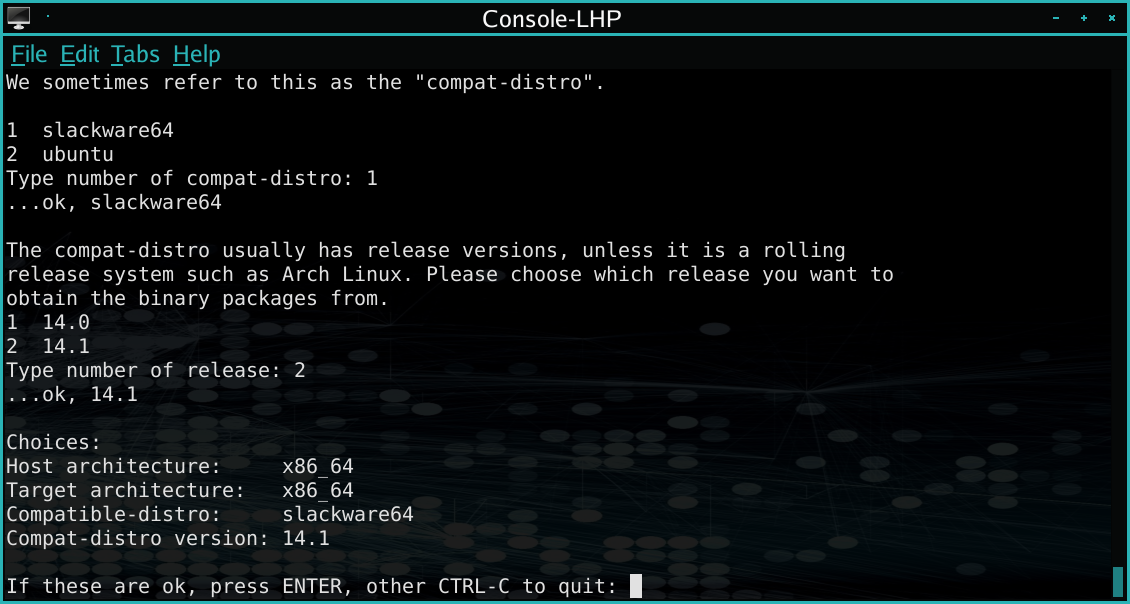 Console-LHP
File Edit Tabs Help
We sometimes refer to this as the "compat-distro".
1  slackware64
2  ubuntu
Type number of compat-distro: 1
...ok, slackware64
The compat-distro usually has release versions, unless it is a rolling
release system such as Arch Linux. Please choose which release you want to
obtain the binary packages from.
1  14.0
2  14.1
Type number of release: 2
...ok, 14.1
Choices:
Host architecture:     x86_64
Target architecture:   x86_64
Compatible-distro:     slackware64
Compat-distro version: 14.1
If these are ok, press ENTER, other CTRL-C to quit: